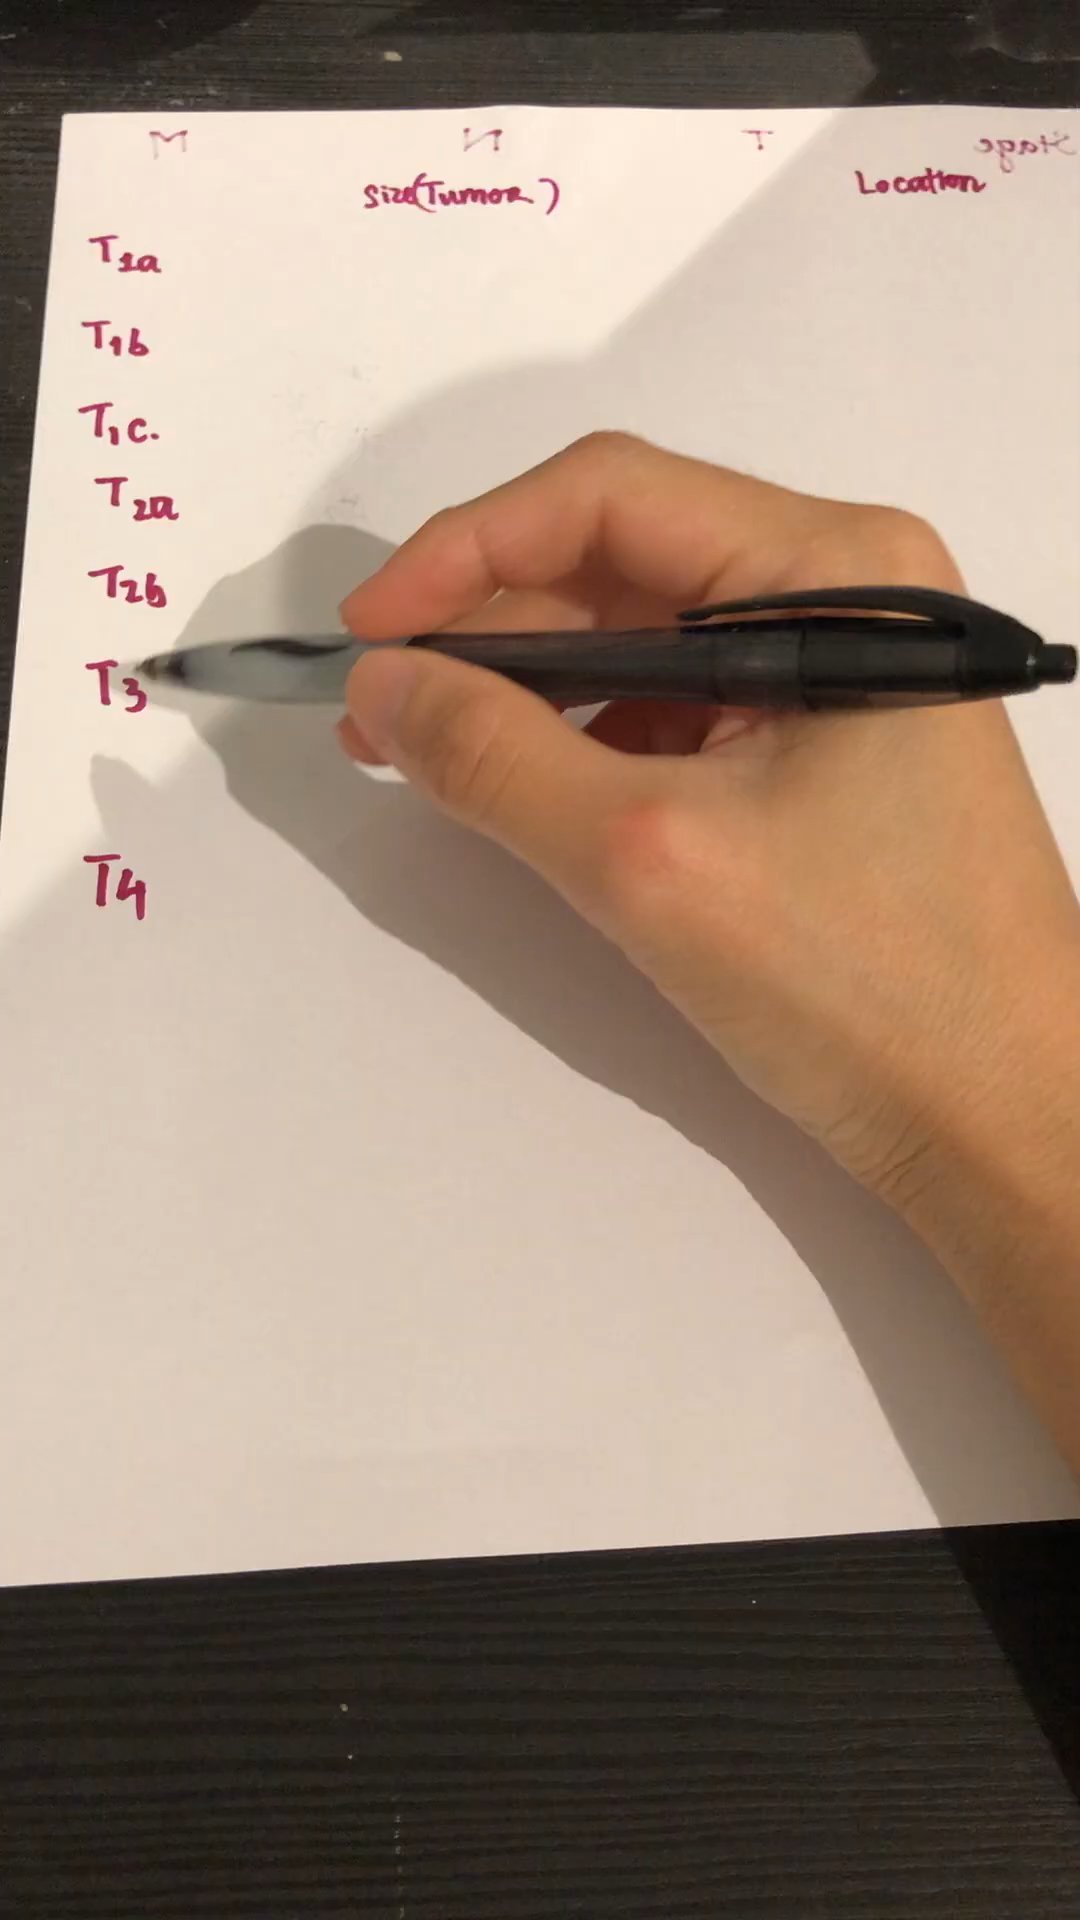 Stage T N M
Size(Tumor) Location
T1a
T1b
T1c.
T2a
T2b
T3
T4